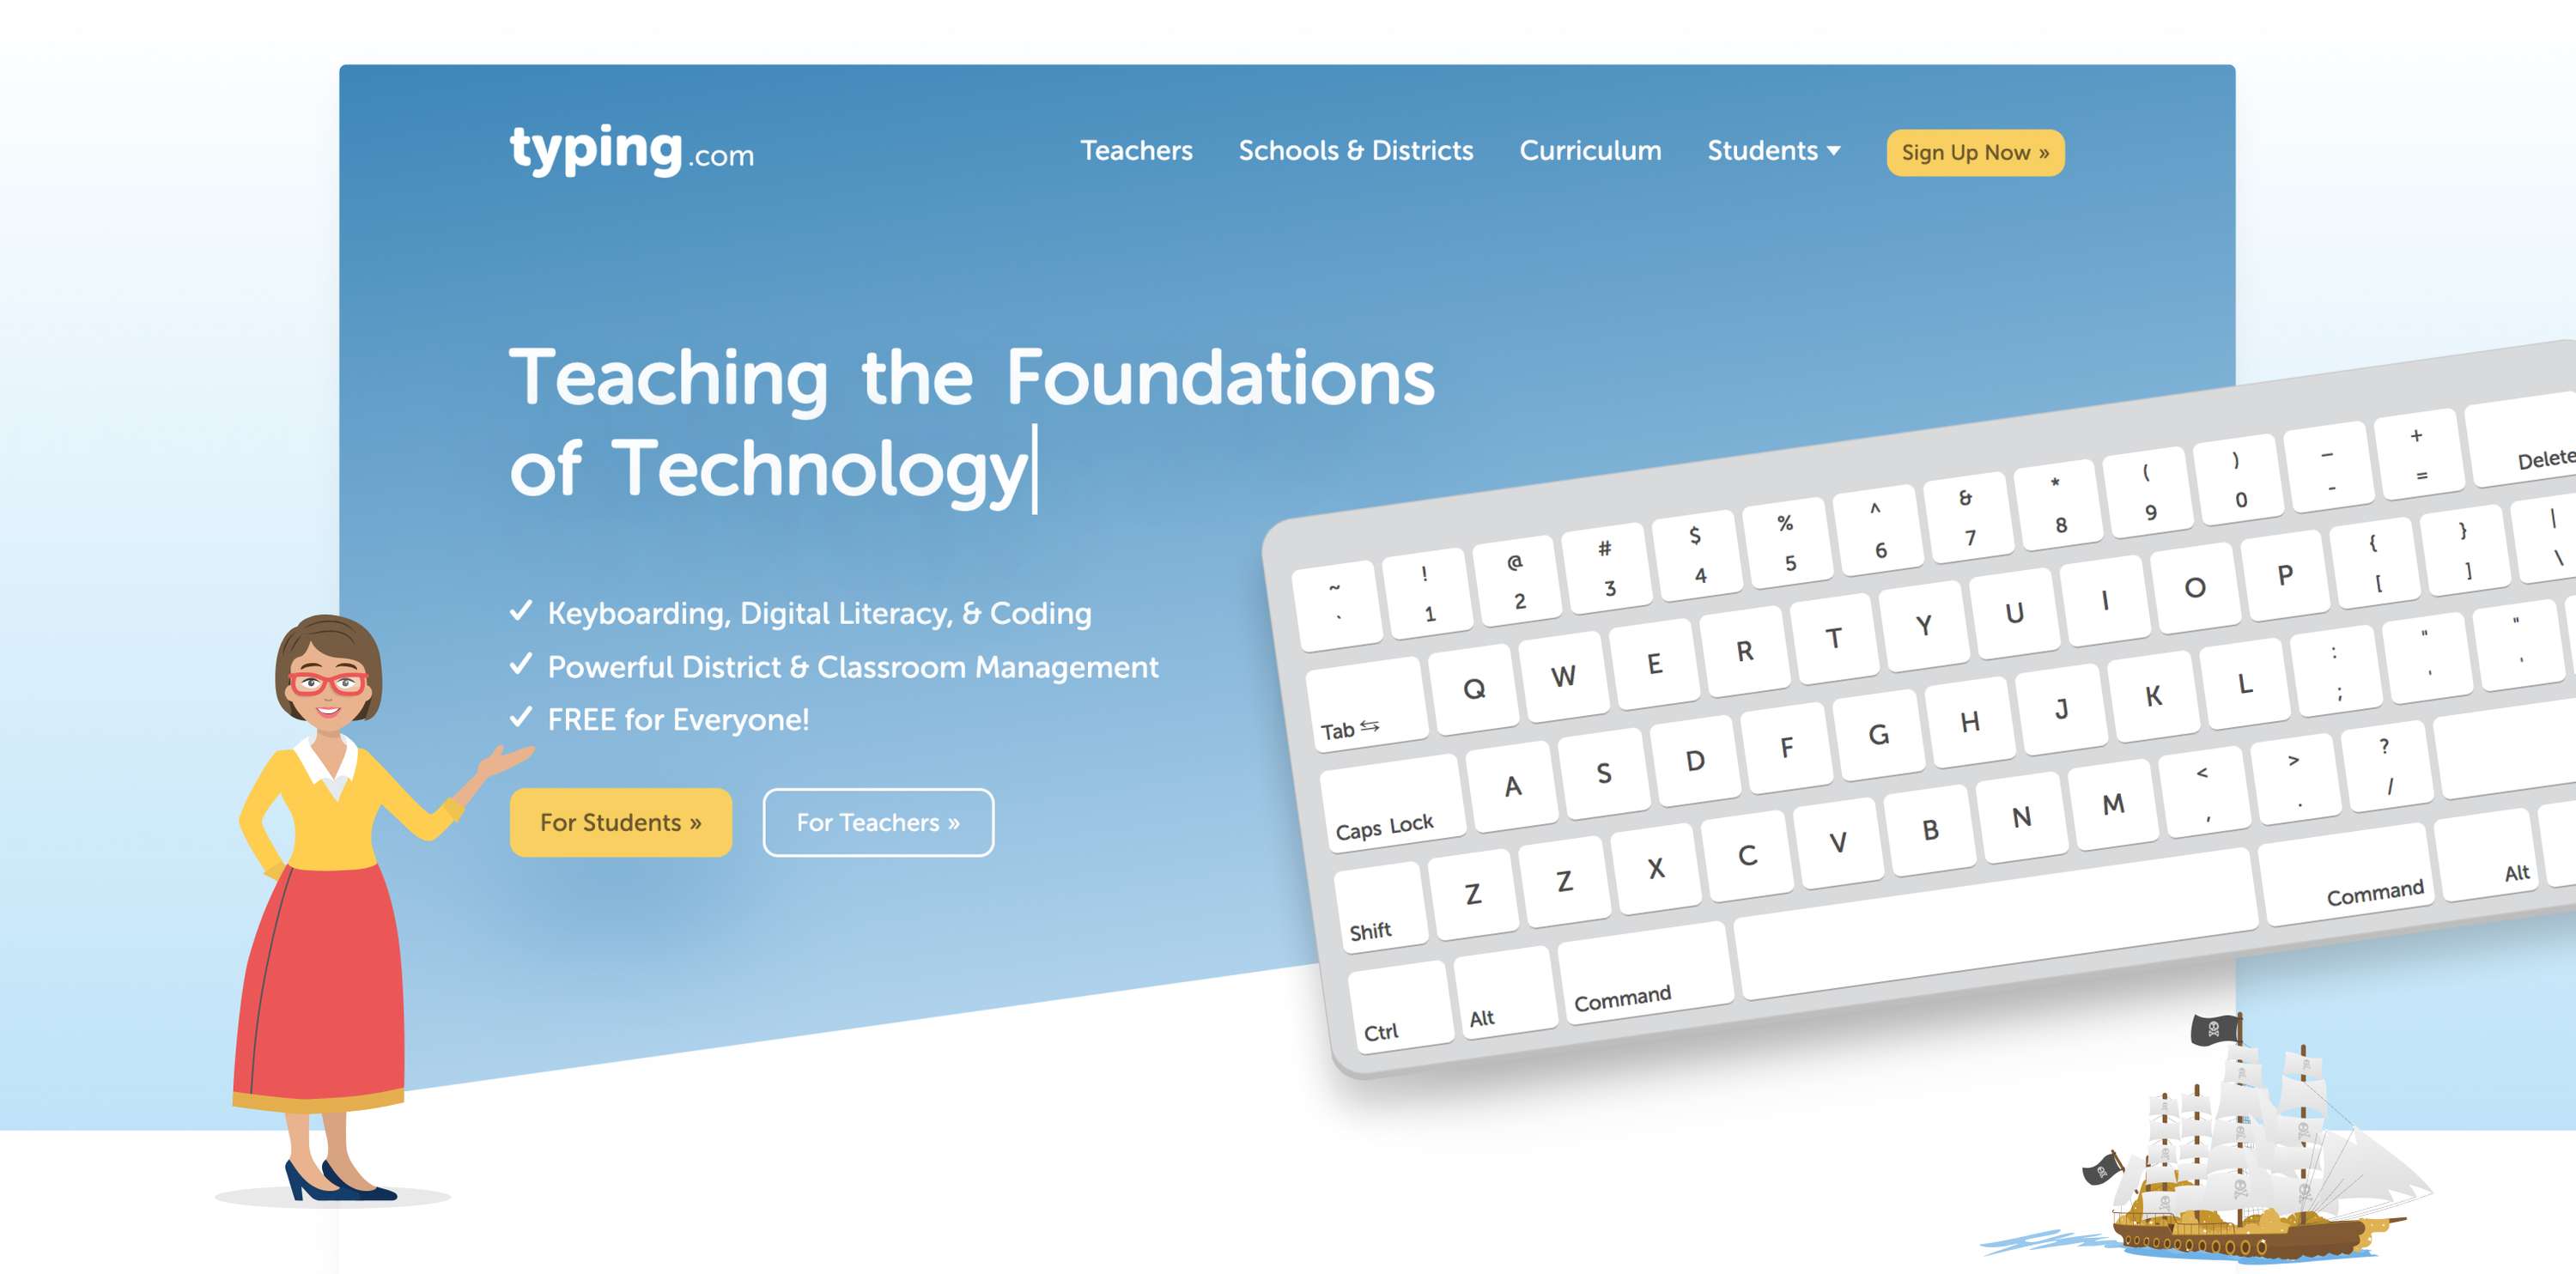 typing.com
Teachers Schools & Districts Curriculum Students Sign Up Now »
Teaching the Foundations
of Technology
Keyboarding, Digital Literacy, & Coding
Powerful District & Classroom Management
FREE for Everyone!
For Students » For Teachers »
~ ! @ # $ % ^ & * ( ) _ +
` 1 2 3 4 5 6 7 8 9 0 - = Delete
{ } |
Tab Q W E R T Y U I O P [ ] \
: " "
Caps Lock A S D F G H J K L ; ' '
< > ?
Shift Z Z X C V B N M , . /
Ctrl Alt Command Command Alt